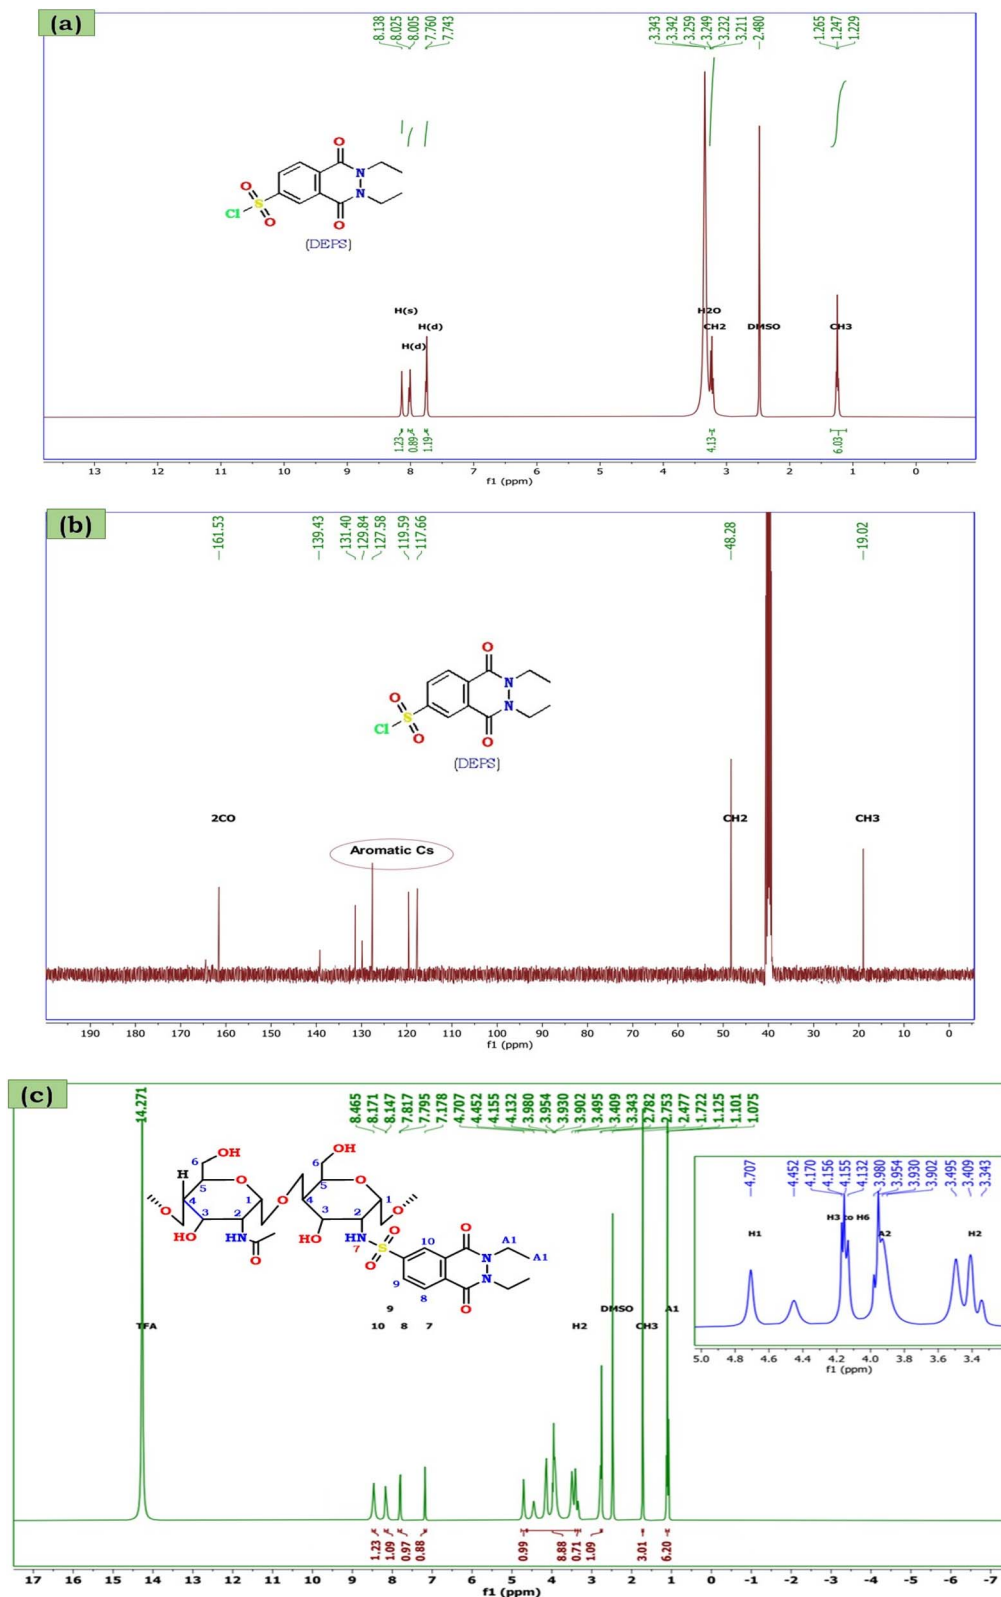 (a)
8.138
8.025
8.005
7.760
7.743
3.343
3.342
3.259
3.249
3.232
3.211
2.480
1.265
1.247
1.229
O
N
N
O
O
S
O
Cl
(DEPS)
H(s)
H(d)
H(d)
H2O
CH2
DMSO
CH3
1.23
0.89
1.19
4.13
6.03
13 12 11 10 9 8 7 6 5 4 3 2 1 0
f1 (ppm)
(b)
161.53
139.43
131.40
129.84
127.58
119.59
117.66
48.28
19.02
O
N
N
O
O
S
O
Cl
(DEPS)
2CO
Aromatic Cs
CH2
CH3
190 180 170 160 150 140 130 120 110 100 90 80 70 60 50 40 30 20 10 0
f1 (ppm)
(c)
14.271
8.465
8.171
8.147
7.817
7.795
7.178
4.707
4.452
4.155
4.132
3.980
3.954
3.930
3.902
3.495
3.409
3.343
2.782
2.753
2.477
1.722
1.125
1.101
1.075
OH
6
H
5
O
4
1
O
3
2
HO
HN
O
O
OH
6
5
O
4
1
O
3
2
HO
HN
7
O
S
O
10
9
8
O
N
N
O
A1
A1
9
10 8 7
TFA
H2
DMSO
CH3
A1
4.707
4.452
4.170
4.156
4.155
4.132
3.980
3.954
3.930
3.902
3.495
3.409
3.343
H1
H3 to H6
A2
H2
5.0 4.8 4.6 4.4 4.2 4.0 3.8 3.6 3.4
f1 (ppm)
1.23
1.09
0.97
0.88
0.99
8.88
0.71
1.09
3.01
6.20
17 16 15 14 13 12 11 10 9 8 7 6 5 4 3 2 1 0 -1 -2 -3 -4 -5 -6 -7
f1 (ppm)